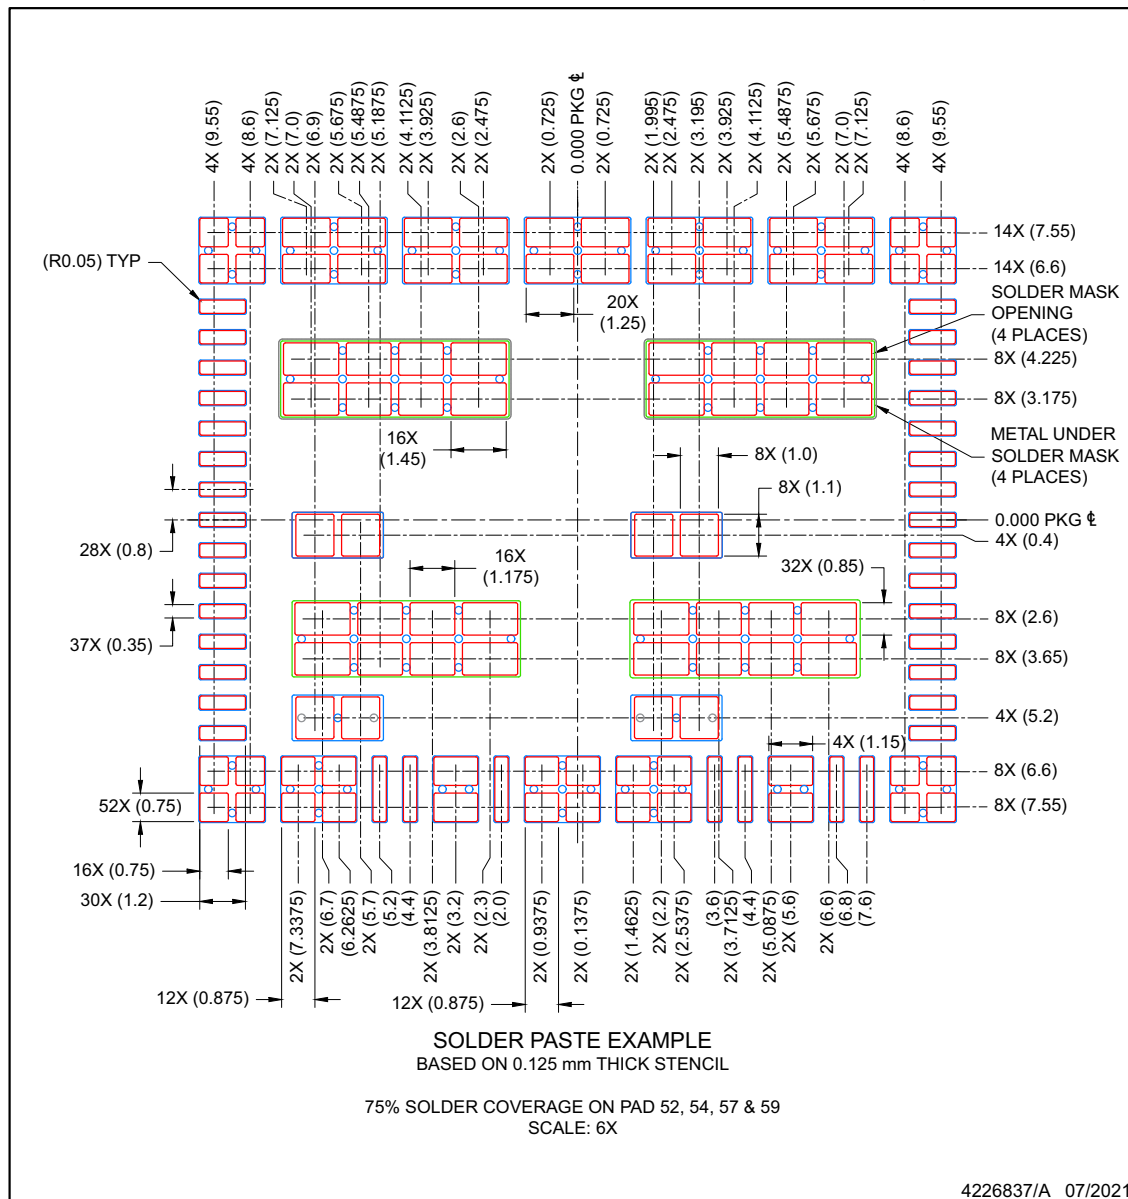 4X (9.55)
4X (8.6)
2X (7.125)
2X (7.0)
2X (6.9)
2X (5.675)
2X (5.4875)
2X (5.1875)
2X (4.1125)
2X (3.925)
2X (2.6)
2X (2.475)
2X (0.725)
0.000 PKG ℄
2X (0.725)
2X (1.995)
2X (2.475)
2X (3.195)
2X (3.925)
2X (4.1125)
2X (5.4875)
2X (5.675)
2X (7.0)
2X (7.125)
4X (8.6)
4X (9.55)
14X (7.55)
(R0.05) TYP
14X (6.6)
SOLDER MASK
OPENING
(4 PLACES)
20X
(1.25)
8X (4.225)
8X (3.175)
METAL UNDER
SOLDER MASK
(4 PLACES)
16X
(1.45)
8X (1.0)
8X (1.1)
0.000 PKG ℄
4X (0.4)
28X (0.8)
16X
(1.175)
32X (0.85)
8X (2.6)
37X (0.35)
8X (3.65)
4X (5.2)
4X (1.15)
8X (6.6)
52X (0.75)
8X (7.55)
16X (0.75)
30X (1.2)
2X (7.3375)
2X (6.7)
(6.2625)
2X (5.7)
(5.2)
(4.4)
2X (3.8125)
2X (3.2)
2X (2.3)
(2.0)
2X (0.9375)
2X (0.1375)
2X (1.4625)
2X (2.2)
2X (2.5375)
(3.6)
2X (3.7125)
(4.4)
2X (5.0875)
2X (5.6)
2X (6.6)
(6.8)
(7.6)
12X (0.875)
12X (0.875)
SOLDER PASTE EXAMPLE
BASED ON 0.125 mm THICK STENCIL
75% SOLDER COVERAGE ON PAD 52, 54, 57 & 59
SCALE: 6X
4226837/A 07/2021